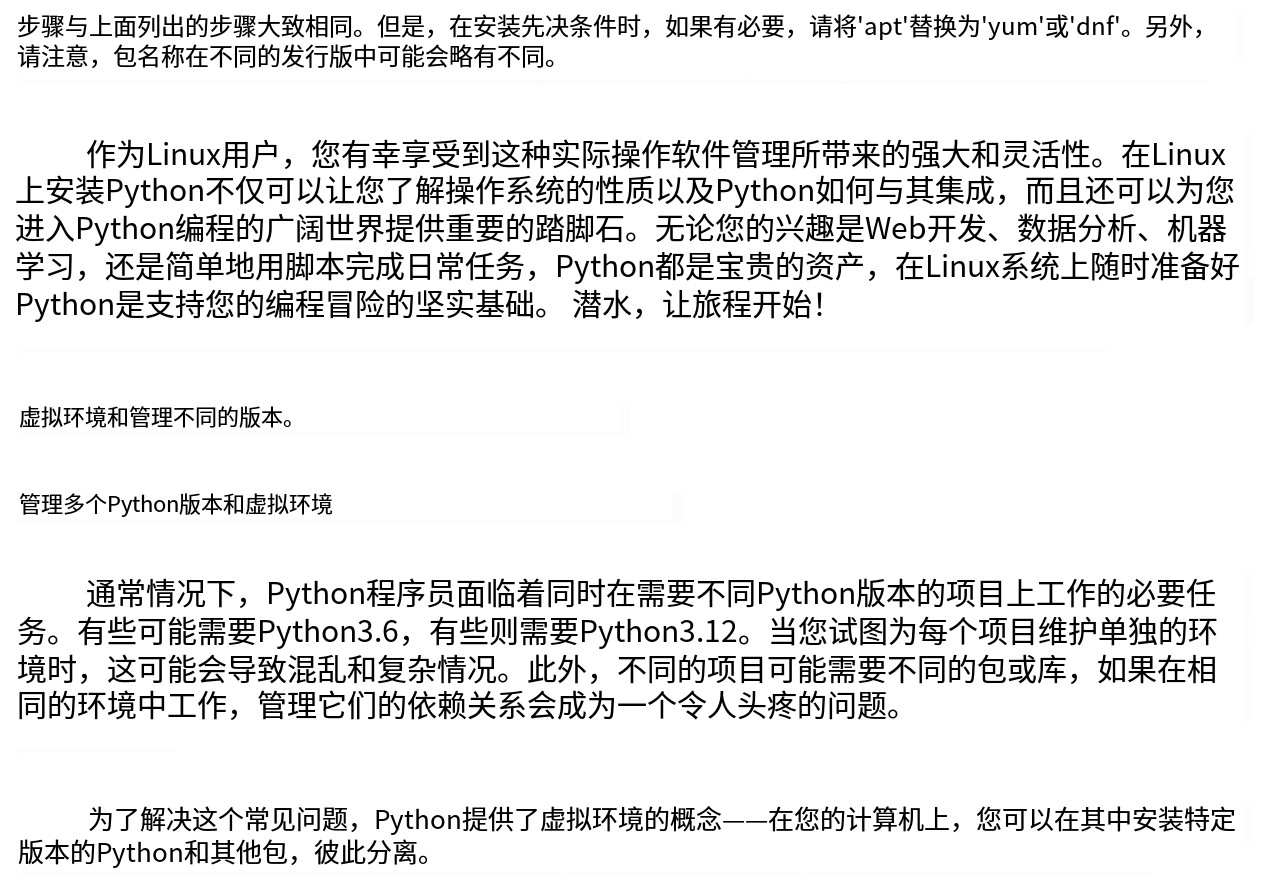 步骤与上面列出的步骤大致相同。但是，在安装先决条件时，如果有必要，请将'apt'替换为'yum'或'dnf'。另外，
请注意，包名称在不同的发行版中可能会略有不同。
作为Linux用户，您有幸享受到这种实际操作软件管理所带来的强大和灵活性。在Linux
上安装Python不仅可以让您了解操作系统的性质以及Python如何与其集成，而且还可以为您
进入Python编程的广阔世界提供重要的踏脚石。无论您的兴趣是Web开发、数据分析、机器
学习，还是简单地用脚本完成日常任务，Python都是宝贵的资产，在Linux系统上随时准备好
Python是支持您的编程冒险的坚实基础。 潜水，让旅程开始！
虚拟环境和管理不同的版本。
管理多个Python版本和虚拟环境
通常情况下，Python程序员面临着同时在需要不同Python版本的项目上工作的必要任
务。有些可能需要Python3.6，有些则需要Python3.12。当您试图为每个项目维护单独的环
境时，这可能会导致混乱和复杂情况。此外，不同的项目可能需要不同的包或库，如果在相
同的环境中工作，管理它们的依赖关系会成为一个令人头疼的问题。
为了解决这个常见问题，Python提供了虚拟环境的概念——在您的计算机上，您可以在其中安装特定
版本的Python和其他包，彼此分离。